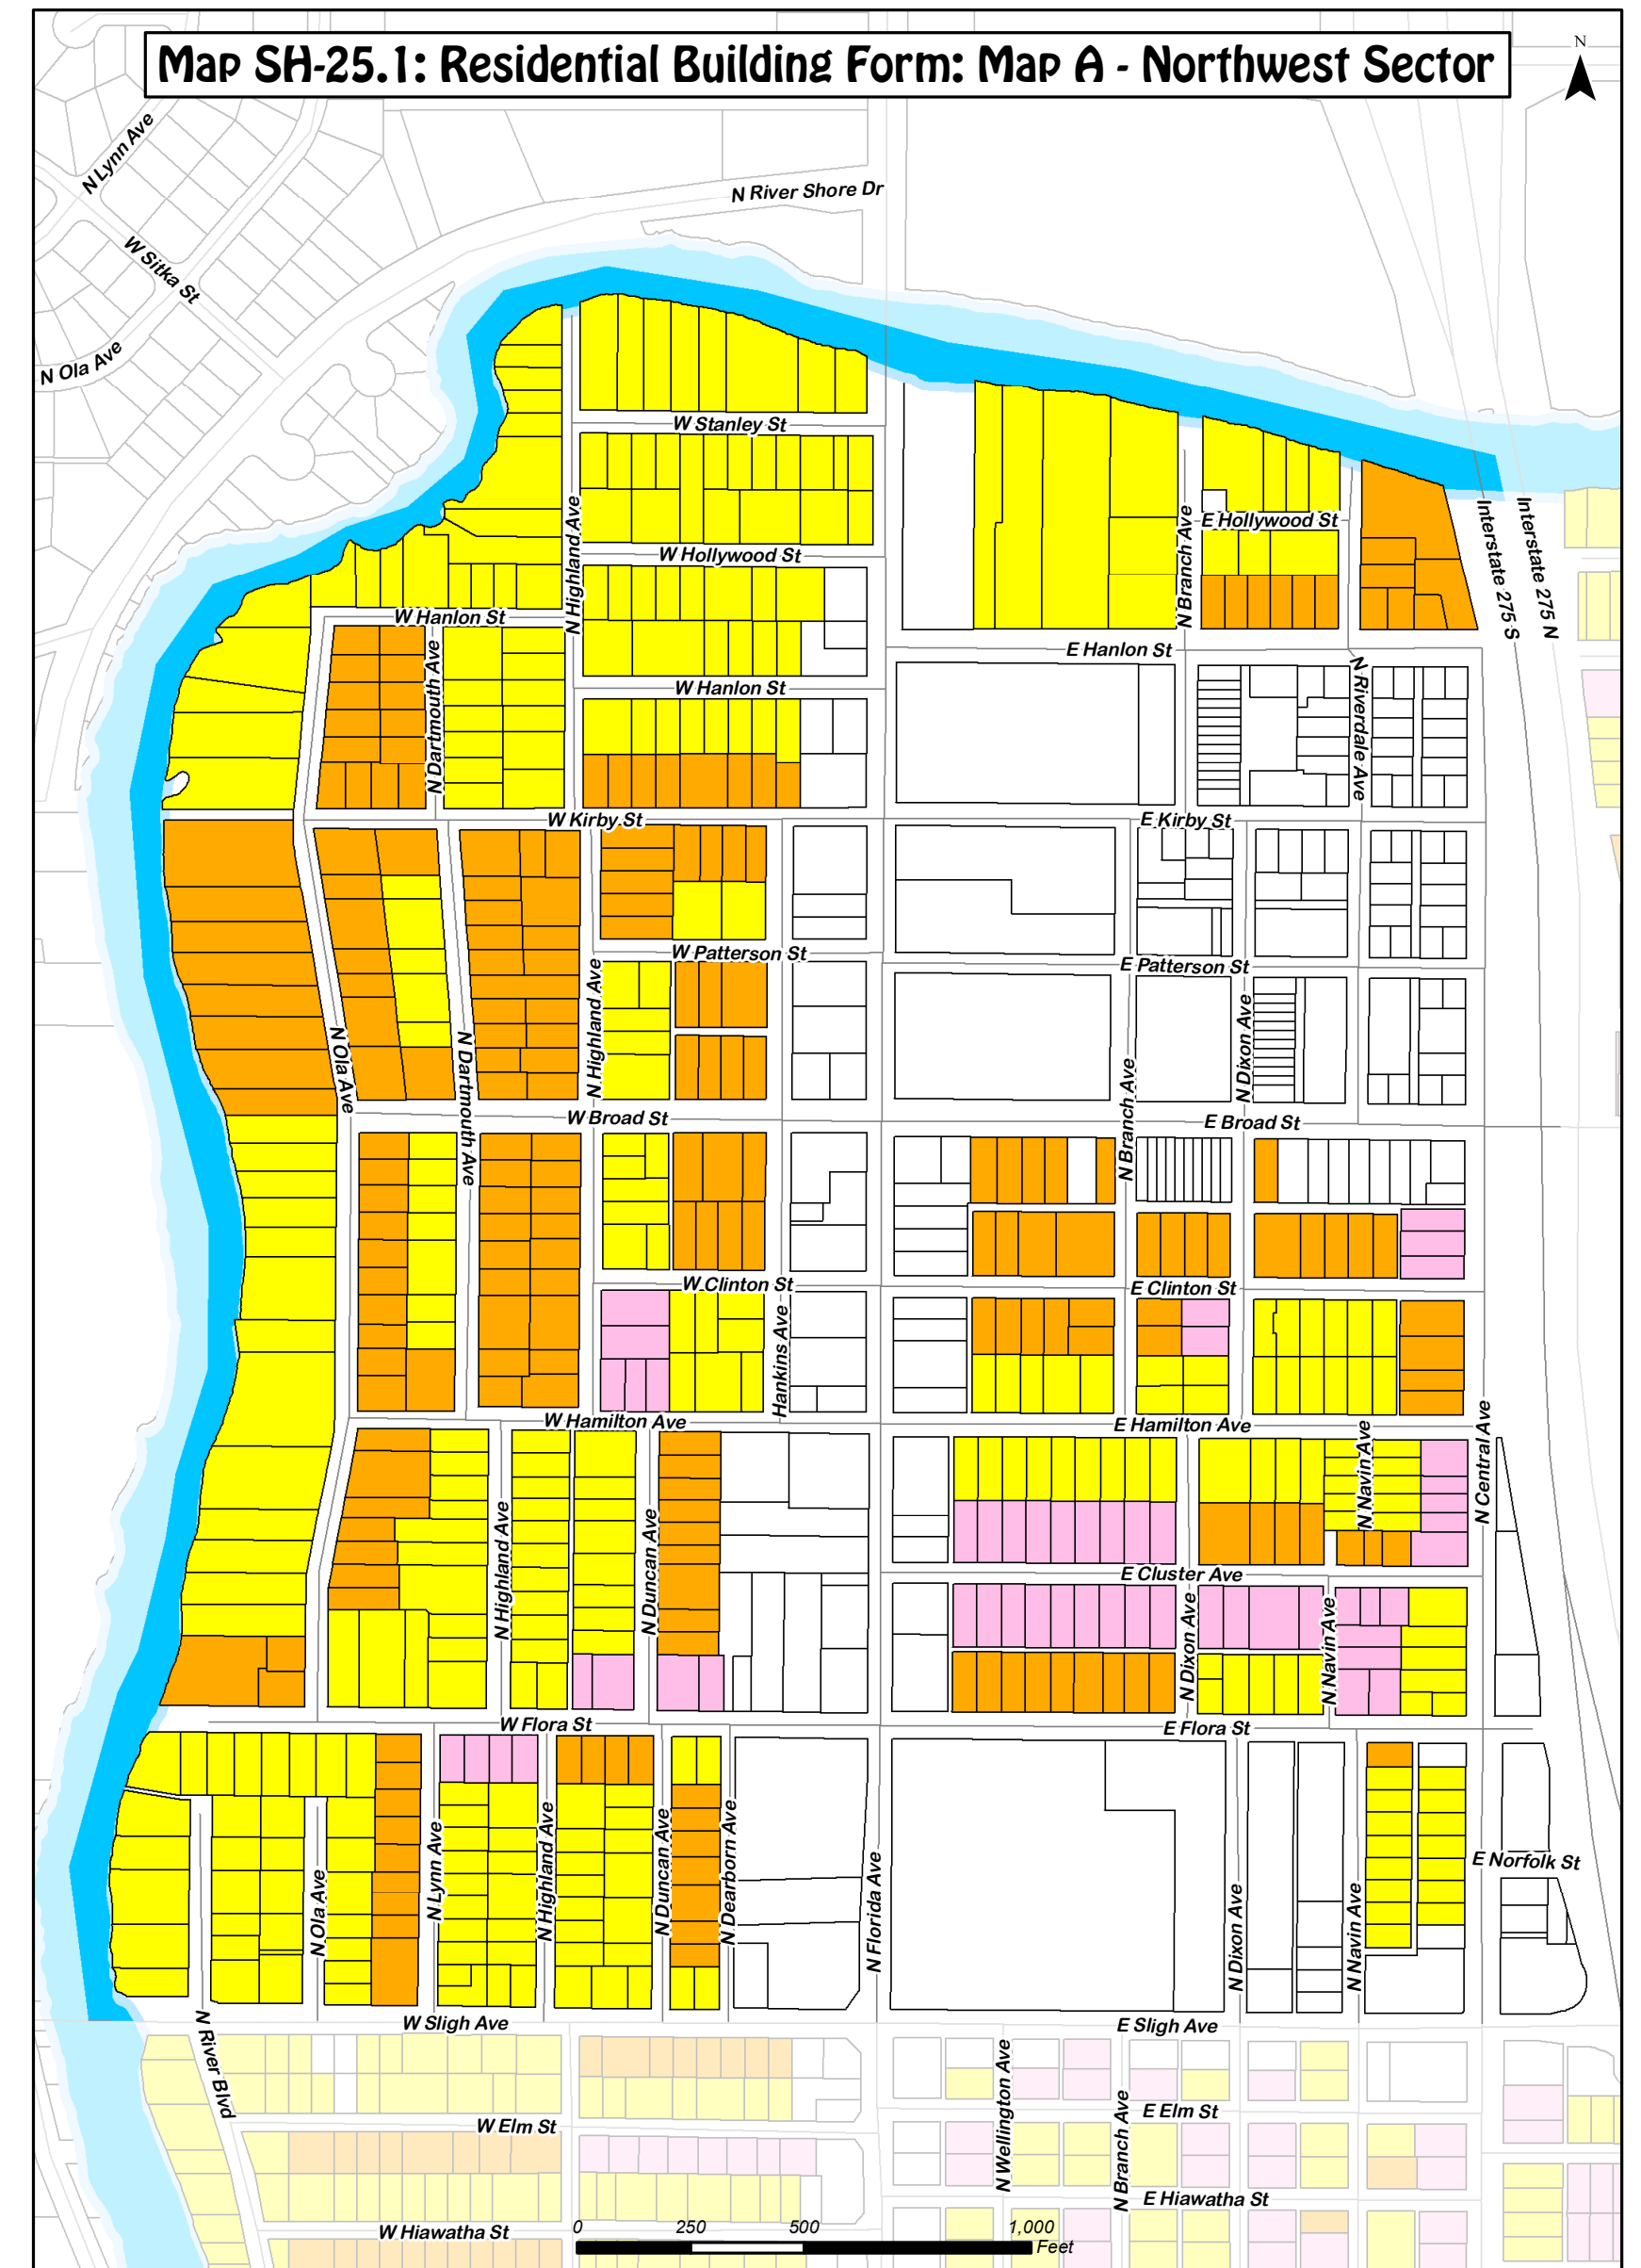 Map SH-25.1: Residential Building Form: Map A - Northwest Sector
N
N Lynn Ave
N River Shore Dr
W Sitka St
N Ola Ave
W Stanley St
N Highland Ave
Interstate 275 S
Interstate 275 N
N Branch Ave
E Hollywood St
W Hollywood St
W Hanlon St
N Dartmouth Ave
E Hanlon St
W Hanlon St
N Riverdale Ave
W Kirby St
E Kirby St
W Patterson St
E Patterson St
N Highland Ave
N Dixon Ave
N Ola Ave
N Dartmouth Ave
N Branch Ave
W Broad St
E Broad St
W Clinton St
E Clinton St
Hankins Ave
W Hamilton Ave
E Hamilton Ave
N Central Ave
N Navin Ave
N Highland Ave
N Duncan Ave
E Cluster Ave
N Dixon Ave
N Navin Ave
W Flora St
E Flora St
N Lynn Ave
N Highland Ave
N Duncan Ave
N Dearborn Ave
N Florida Ave
N Ola Ave
E Norfolk St
N Dixon Ave
N Navin Ave
W Sligh Ave
E Sligh Ave
N River Blvd
N Wellington Ave
N Branch Ave
W Elm St
E Elm St
E Hiawatha St
W Hiawatha St
0 250 500 1,000
Feet